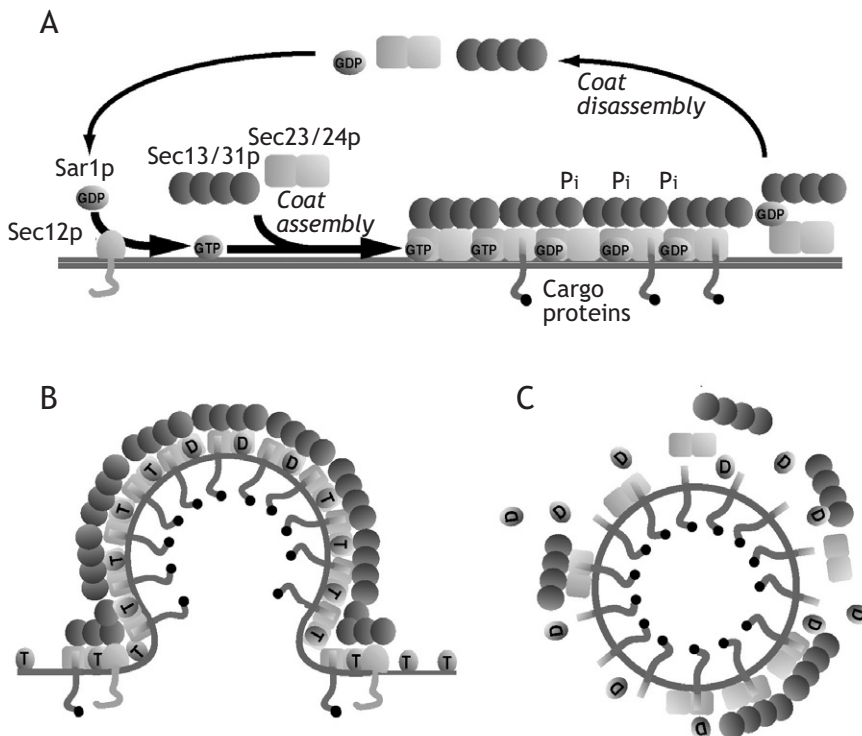 A
GDP
Coat
disassembly
Sec23/24p
Sec13/31p
Sar1p
GDP
Coat
assembly
Pi Pi Pi
GDP
Sec12p
GTP
GTP GTP GDP GDP GDP
Cargo
proteins
B
D D
T D
T T
T T
T T
T T
T T T T T T
C
D D D
D D D
D D
D D
D